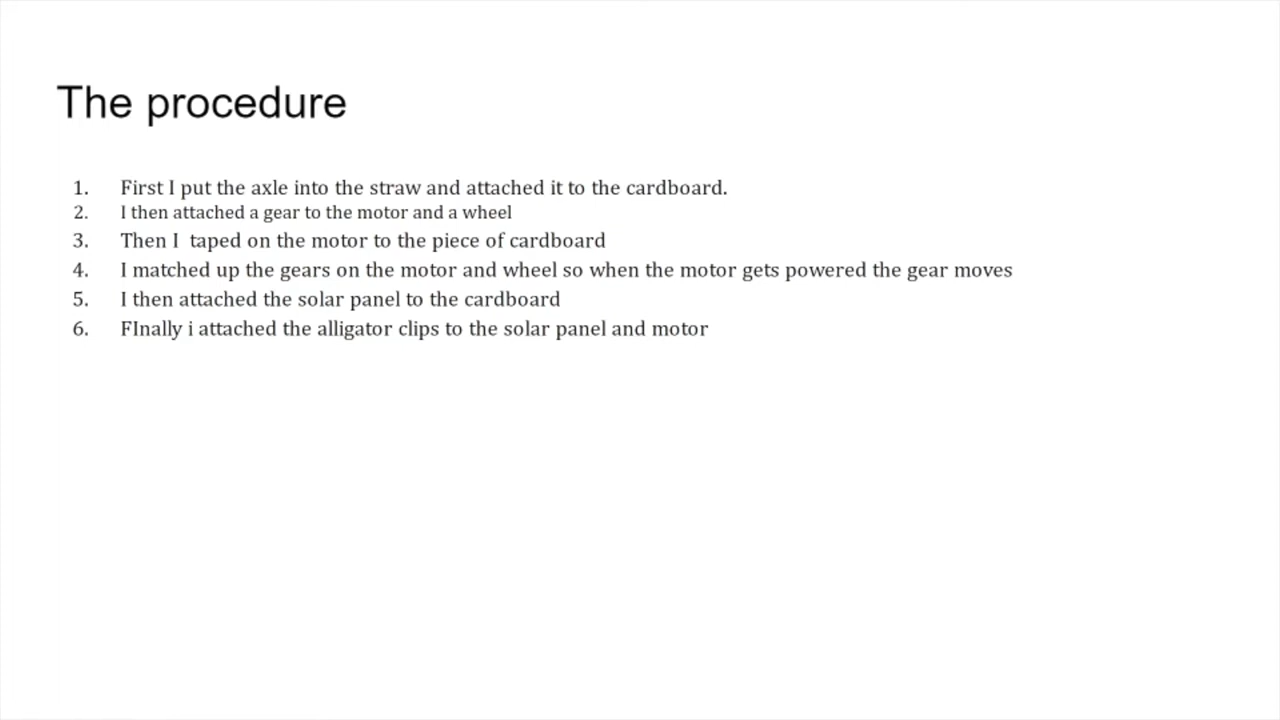 The procedure
1. First I put the axle into the straw and attached it to the cardboard.
2. I then attached a gear to the motor and a wheel
3. Then I  taped on the motor to the piece of cardboard
4. I matched up the gears on the motor and wheel so when the motor gets powered the gear moves
5. I then attached the solar panel to the cardboard
6. FInally i attached the alligator clips to the solar panel and motor